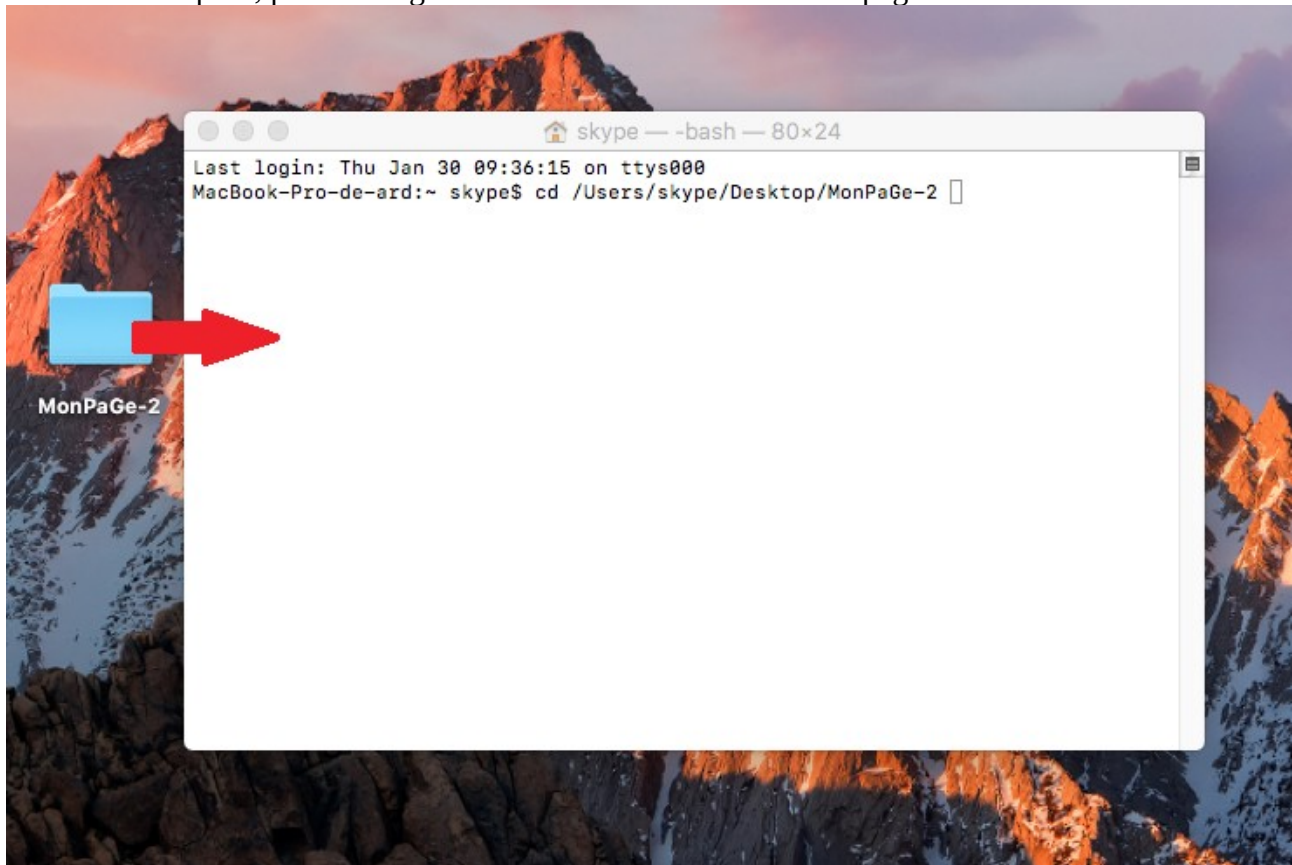 skype — -bash — 80×24
Last login: Thu Jan 30 09:36:15 on ttys000
MacBook-Pro-de-ard:~ skype$ cd /Users/skype/Desktop/MonPaGe-2
MonPaGe-2